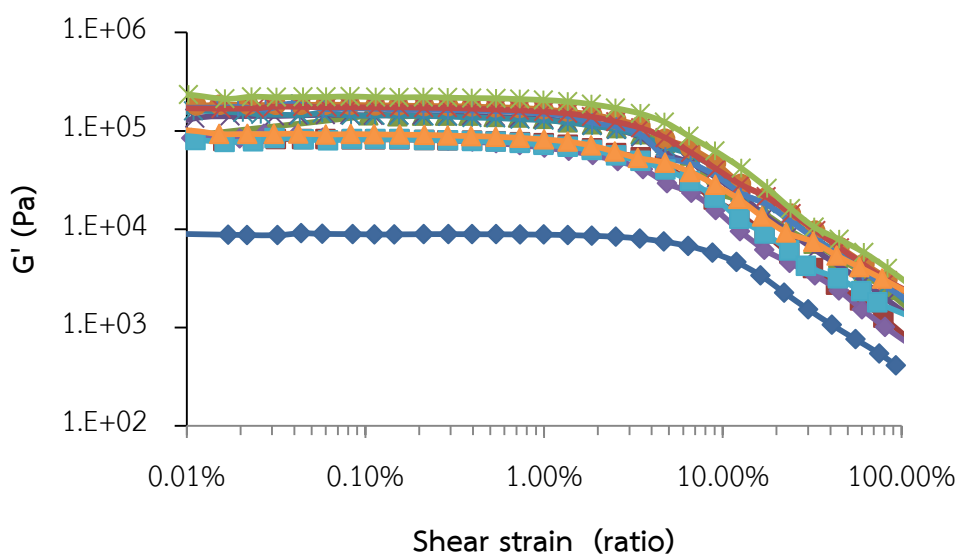 1.E+06
1.E+05
1.E+04
1.E+03
1.E+02
G' (Pa)
0.01%
0.10%
1.00%
10.00%
100.00%
Shear strain (ratio)